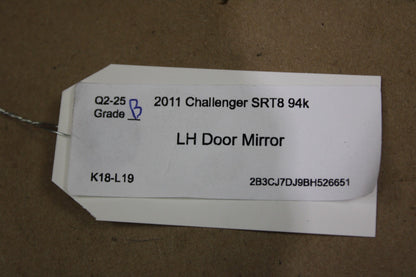 Q2-25 2011 Challenger SRT8 94k
Grade B
LH Door Mirror
K18-L19 2B3CJ7DJ9BH526651